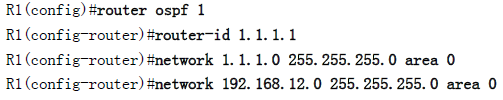 R1(config)#router ospf 1
R1(config-router)#router-id 1.1.1.1
R1(config-router)#network 1.1.1.0 255.255.255.0 area 0
R1(config-router)#network 192.168.12.0 255.255.255.0 area 0